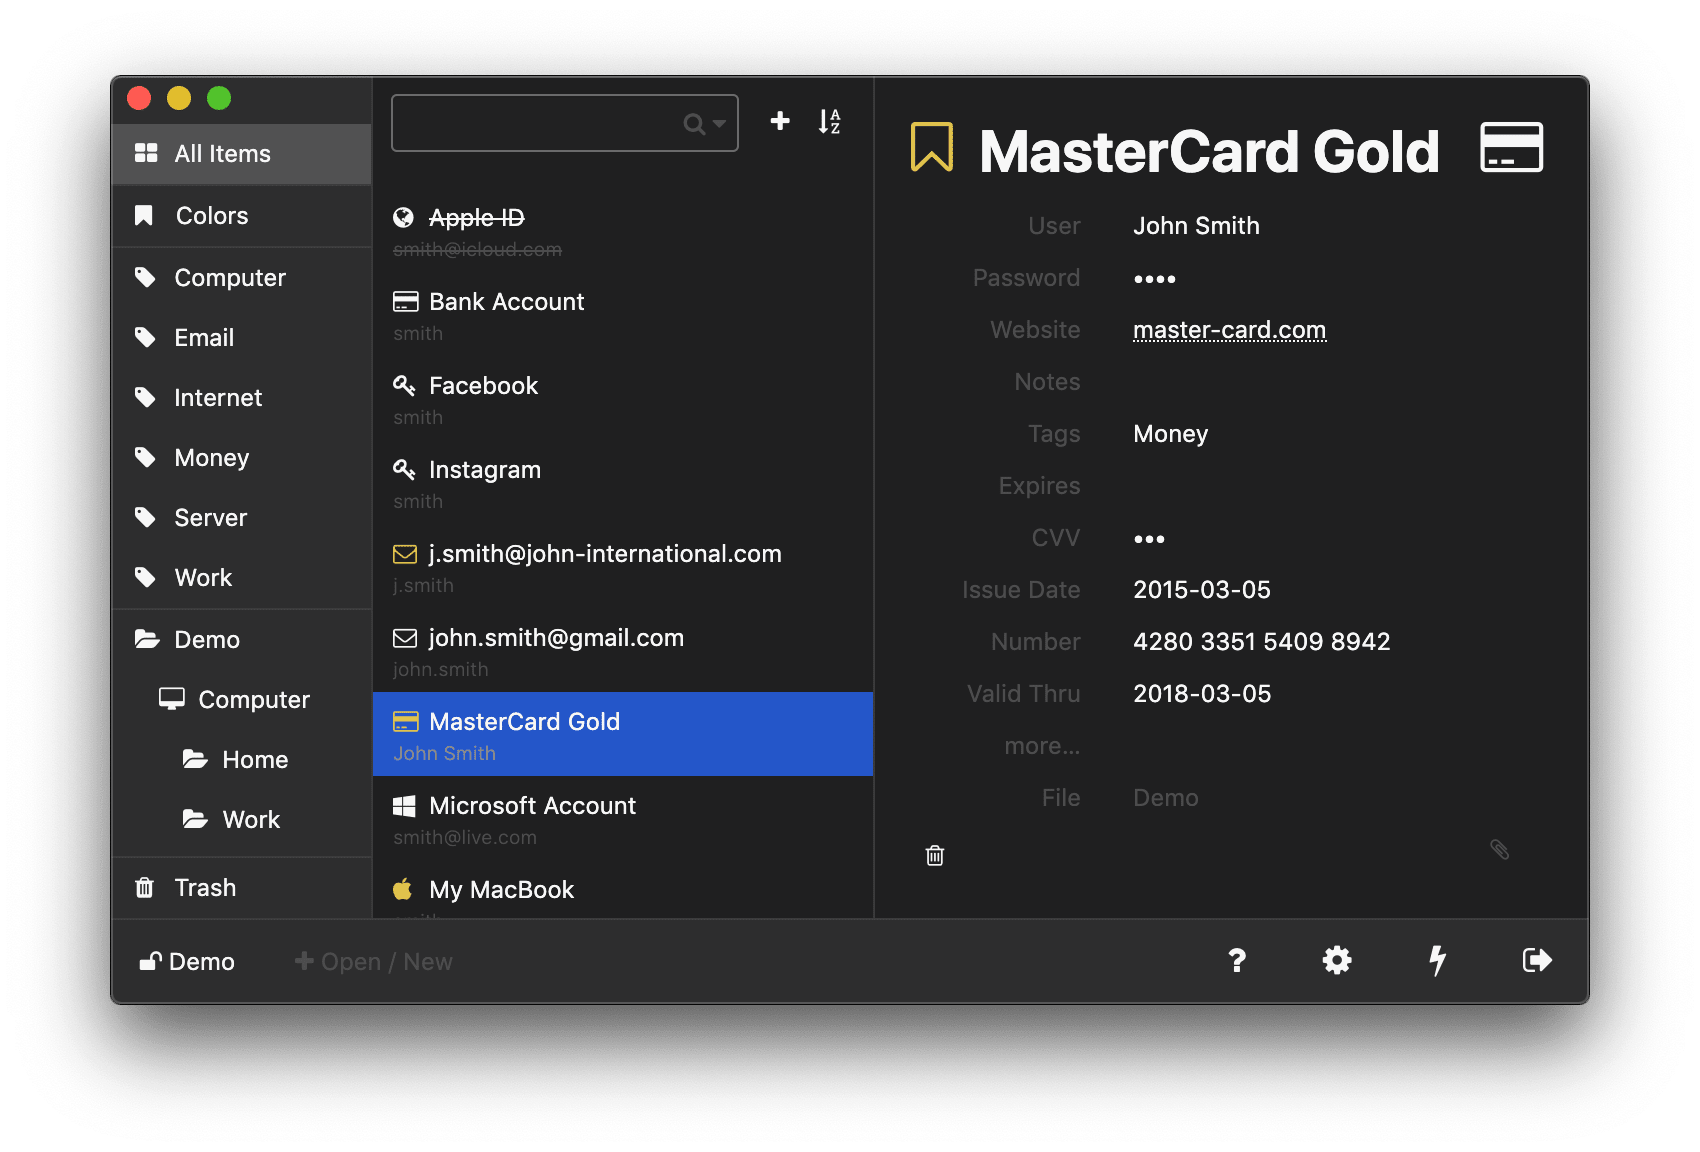 All Items
Colors
Computer
Email
Internet
Money
Server
Work
Demo
Computer
Home
Work
Trash
A
Z
Apple ID
smith@icloud.com
Bank Account
smith
Facebook
smith
Instagram
smith
j.smith@john-international.com
j.smith
john.smith@gmail.com
john.smith
MasterCard Gold
John Smith
Microsoft Account
smith@live.com
My MacBook
MasterCard Gold
User John Smith
Password ••••
Website master-card.com
Notes
Tags Money
Expires
CVV •••
Issue Date 2015-03-05
Number 4280 3351 5409 8942
Valid Thru 2018-03-05
more...
File Demo
Demo
Open / New
?